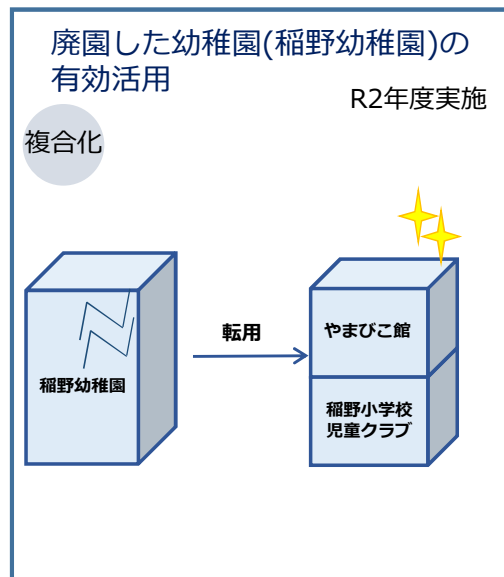 廃園した幼稚園(稲野幼稚園)の
有効活用
R2年度実施
複合化
稲野幼稚園
転用
やまびこ館
稲野小学校
児童クラブ